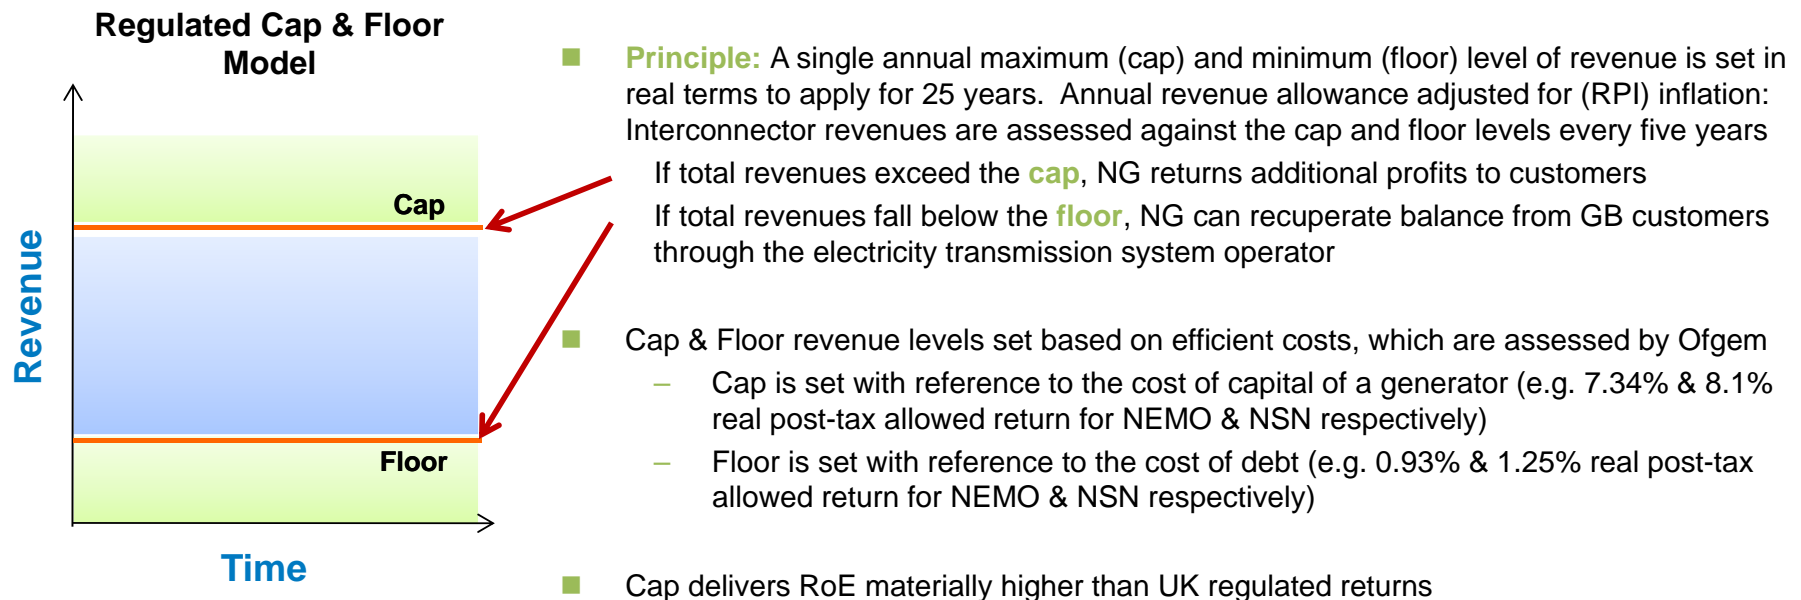 Regulated Cap & Floor
Model
Revenue
Cap
Floor
Time
Principle: A single annual maximum (cap) and minimum (floor) level of revenue is set in
real terms to apply for 25 years.  Annual revenue allowance adjusted for (RPI) inflation:
Interconnector revenues are assessed against the cap and floor levels every five years
If total revenues exceed the cap, NG returns additional profits to customers
If total revenues fall below the floor, NG can recuperate balance from GB customers
through the electricity transmission system operator
Cap & Floor revenue levels set based on efficient costs, which are assessed by Ofgem
– Cap is set with reference to the cost of capital of a generator (e.g. 7.34% & 8.1%
real post-tax allowed return for NEMO & NSN respectively)
– Floor is set with reference to the cost of debt (e.g. 0.93% & 1.25% real post-tax
allowed return for NEMO & NSN respectively)
Cap delivers RoE materially higher than UK regulated returns